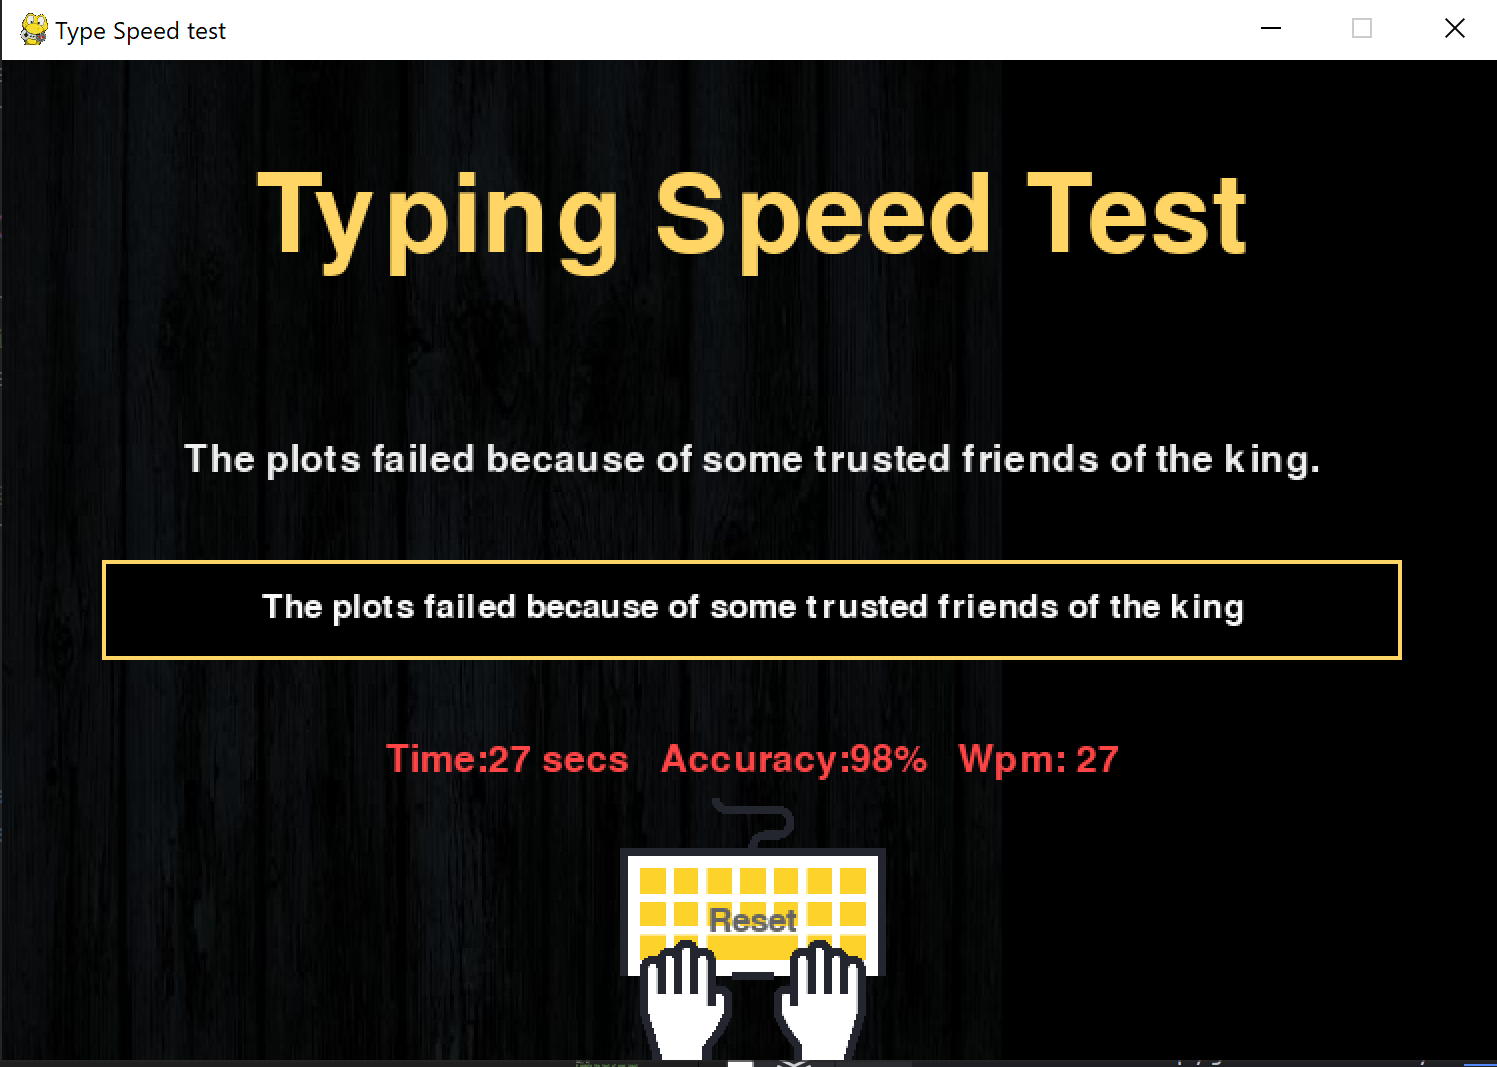 Type Speed test
Typing Speed Test
The plots failed because of some trusted friends of the king.
The plots failed because of some trusted friends of the king
Time:27 secs Accuracy:98% Wpm: 27
Reset